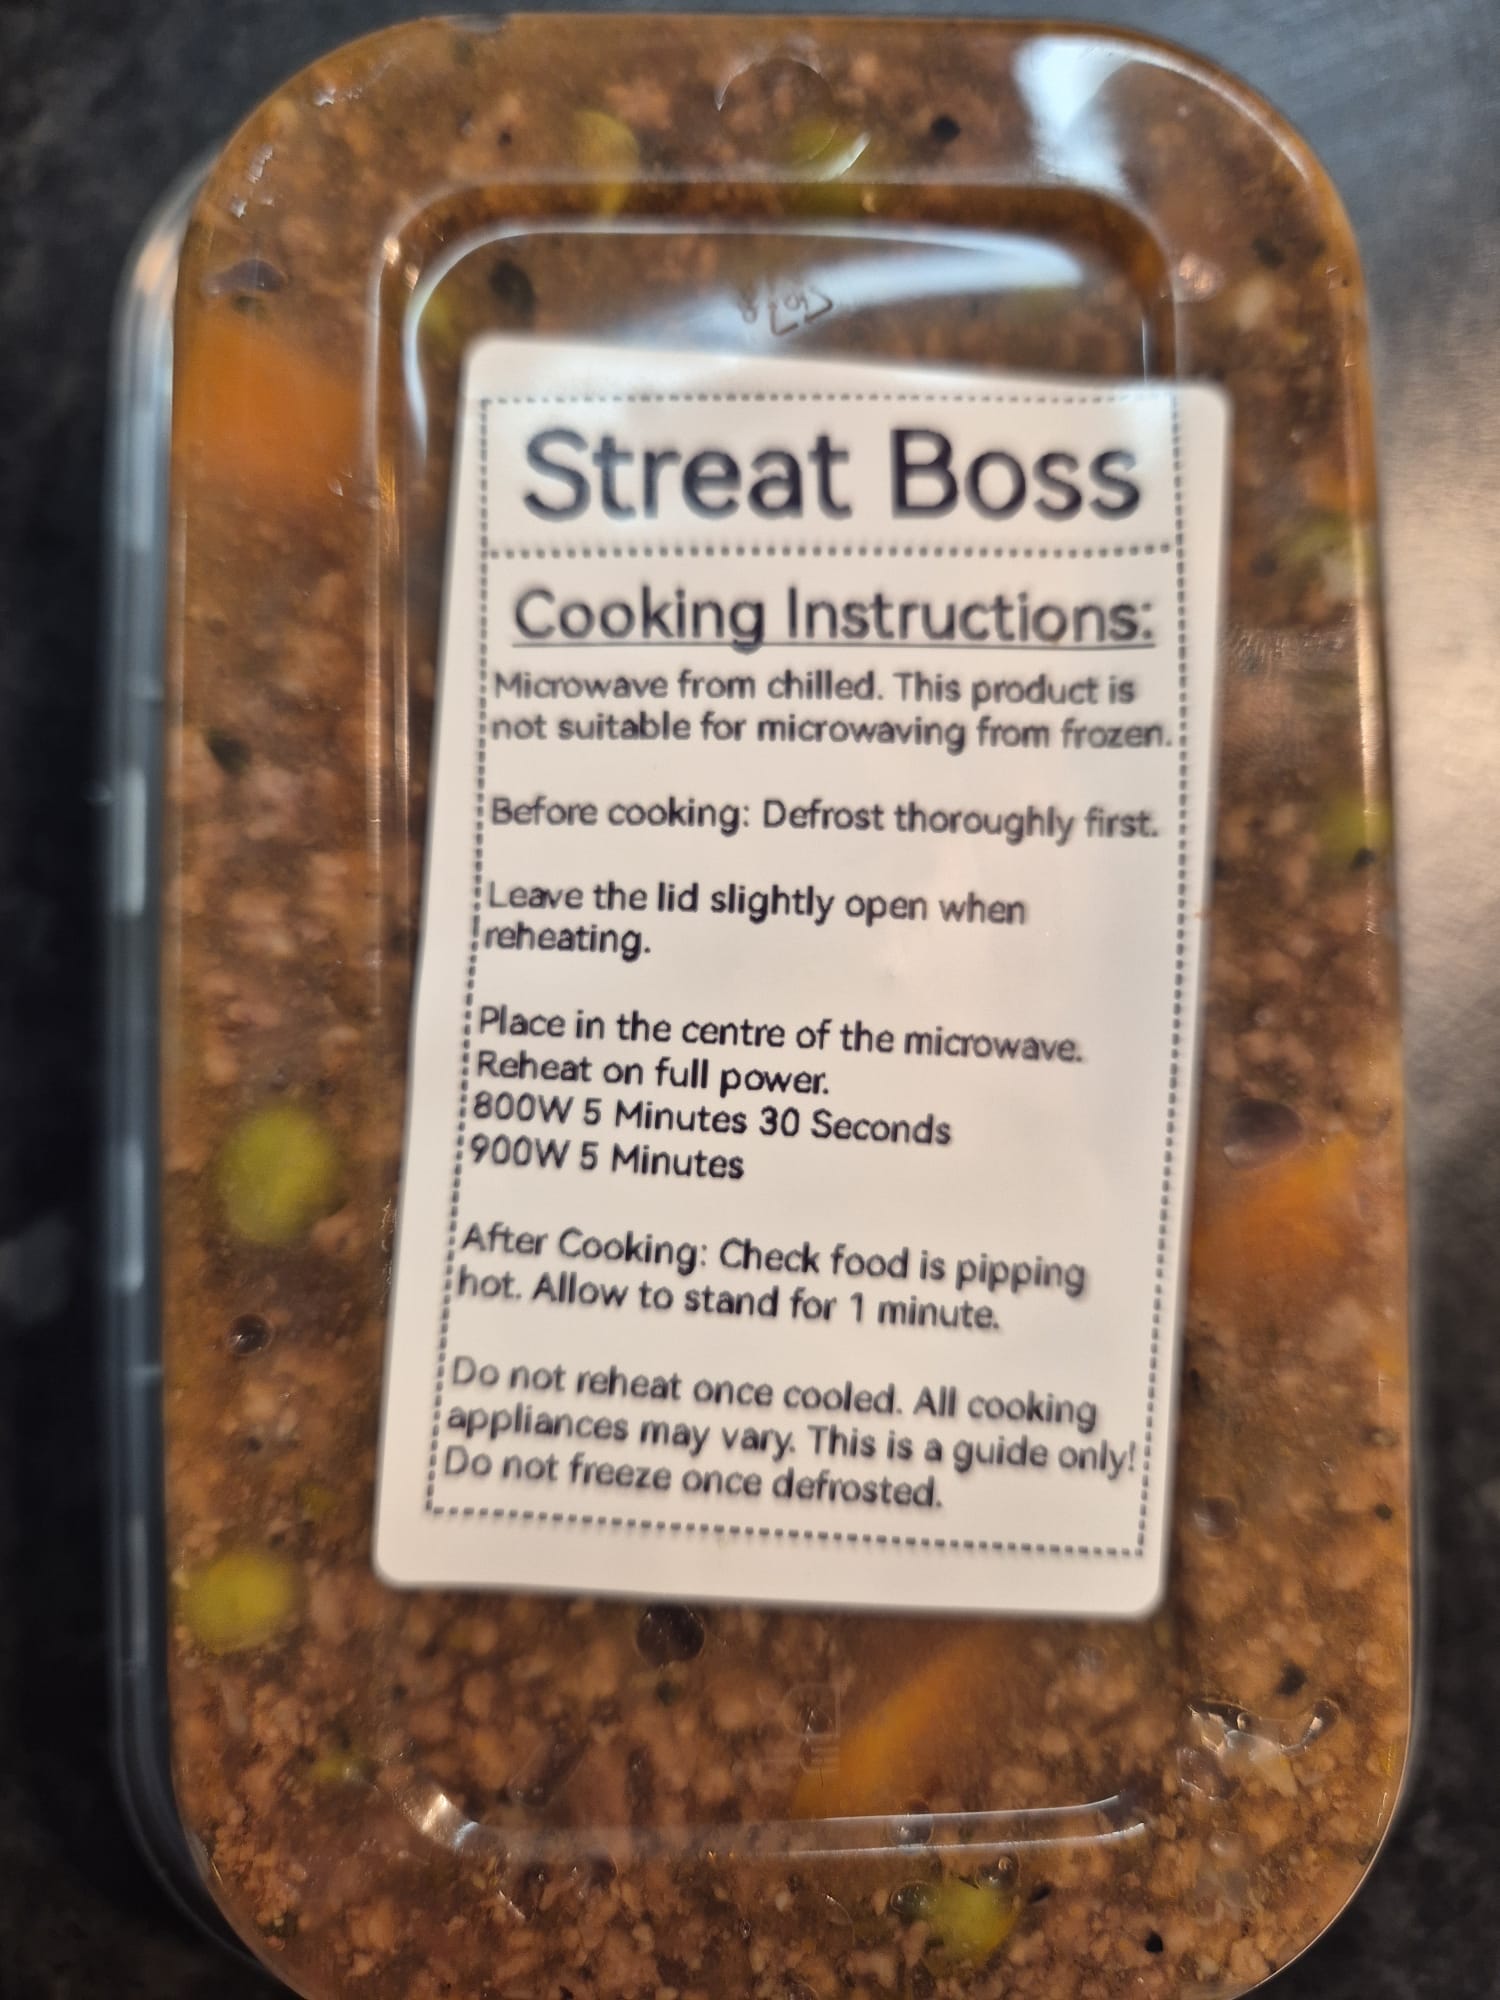 Streat Boss
Cooking Instructions:
Microwave from chilled. This product is
not suitable for microwaving from frozen.
Before cooking: Defrost thoroughly first.
Leave the lid slightly open when
reheating.
Place in the centre of the microwave.
Reheat on full power.
800W 5 Minutes 30 Seconds
900W 5 Minutes
After Cooking: Check food is pipping
hot. Allow to stand for 1 minute.
Do not reheat once cooled. All cooking
appliances may vary. This is a guide only!
Do not freeze once defrosted.